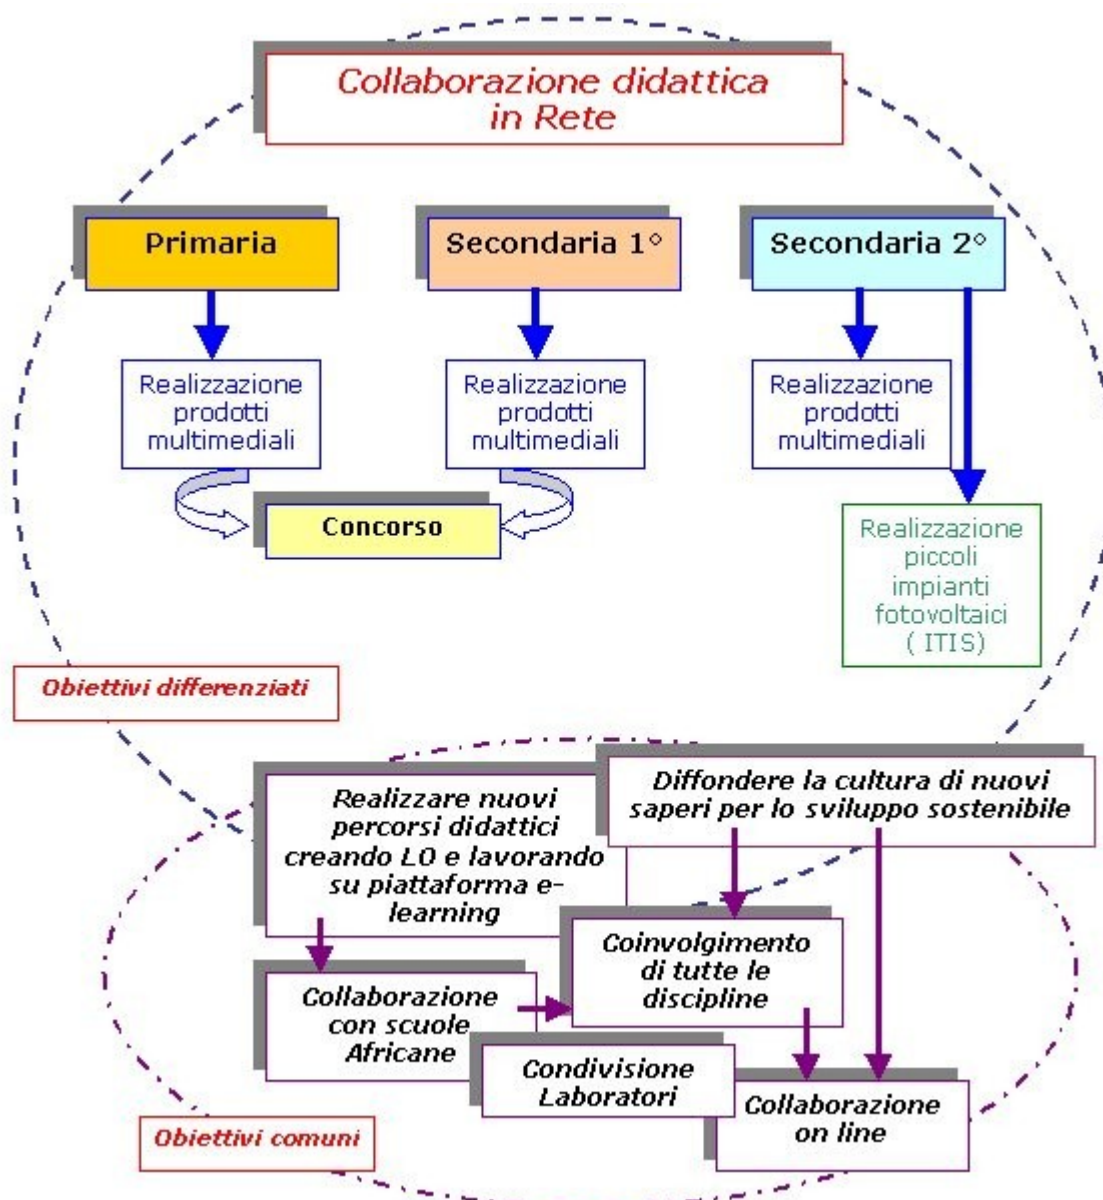 Collaborazione didattica
in Rete
Primaria
Secondaria 1°
Secondaria 2°
Realizzazione
prodotti
multimediali
Realizzazione
prodotti
multimediali
Realizzazione
prodotti
multimediali
Concorso
Realizzazione
piccoli
impianti
fotovoltaici
( ITIS)
Obiettivi differenziati
Realizzare nuovi
percorsi didattici
creando LO e lavorando
su piattaforma e-
learning
Diffondere la cultura di nuovi
saperi per lo sviluppo sostenibile
Coinvolgimento
di tutte le
discipline
Collaborazione
con scuole
Africane
Condivisione
Laboratori
Collaborazione
on line
Obiettivi comuni